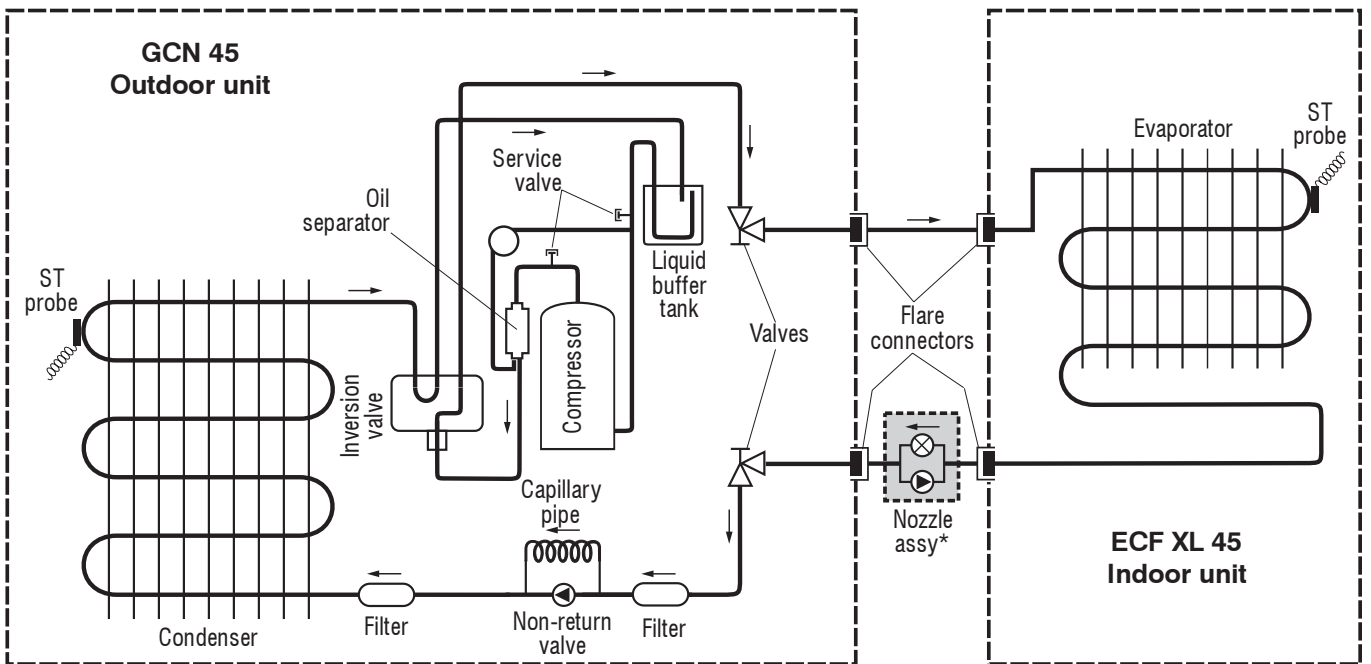 GCN 45
Outdoor unit
Service
valve
Oil
separator
ST
probe
Inversion
valve
Compressor
Liquid
buffer
tank
Valves
Capillary
pipe
Condenser
Filter
Non-return
valve
Filter
Flare
connectors
Nozzle
assy*
Evaporator
ST
probe
ECF XL 45
Indoor unit